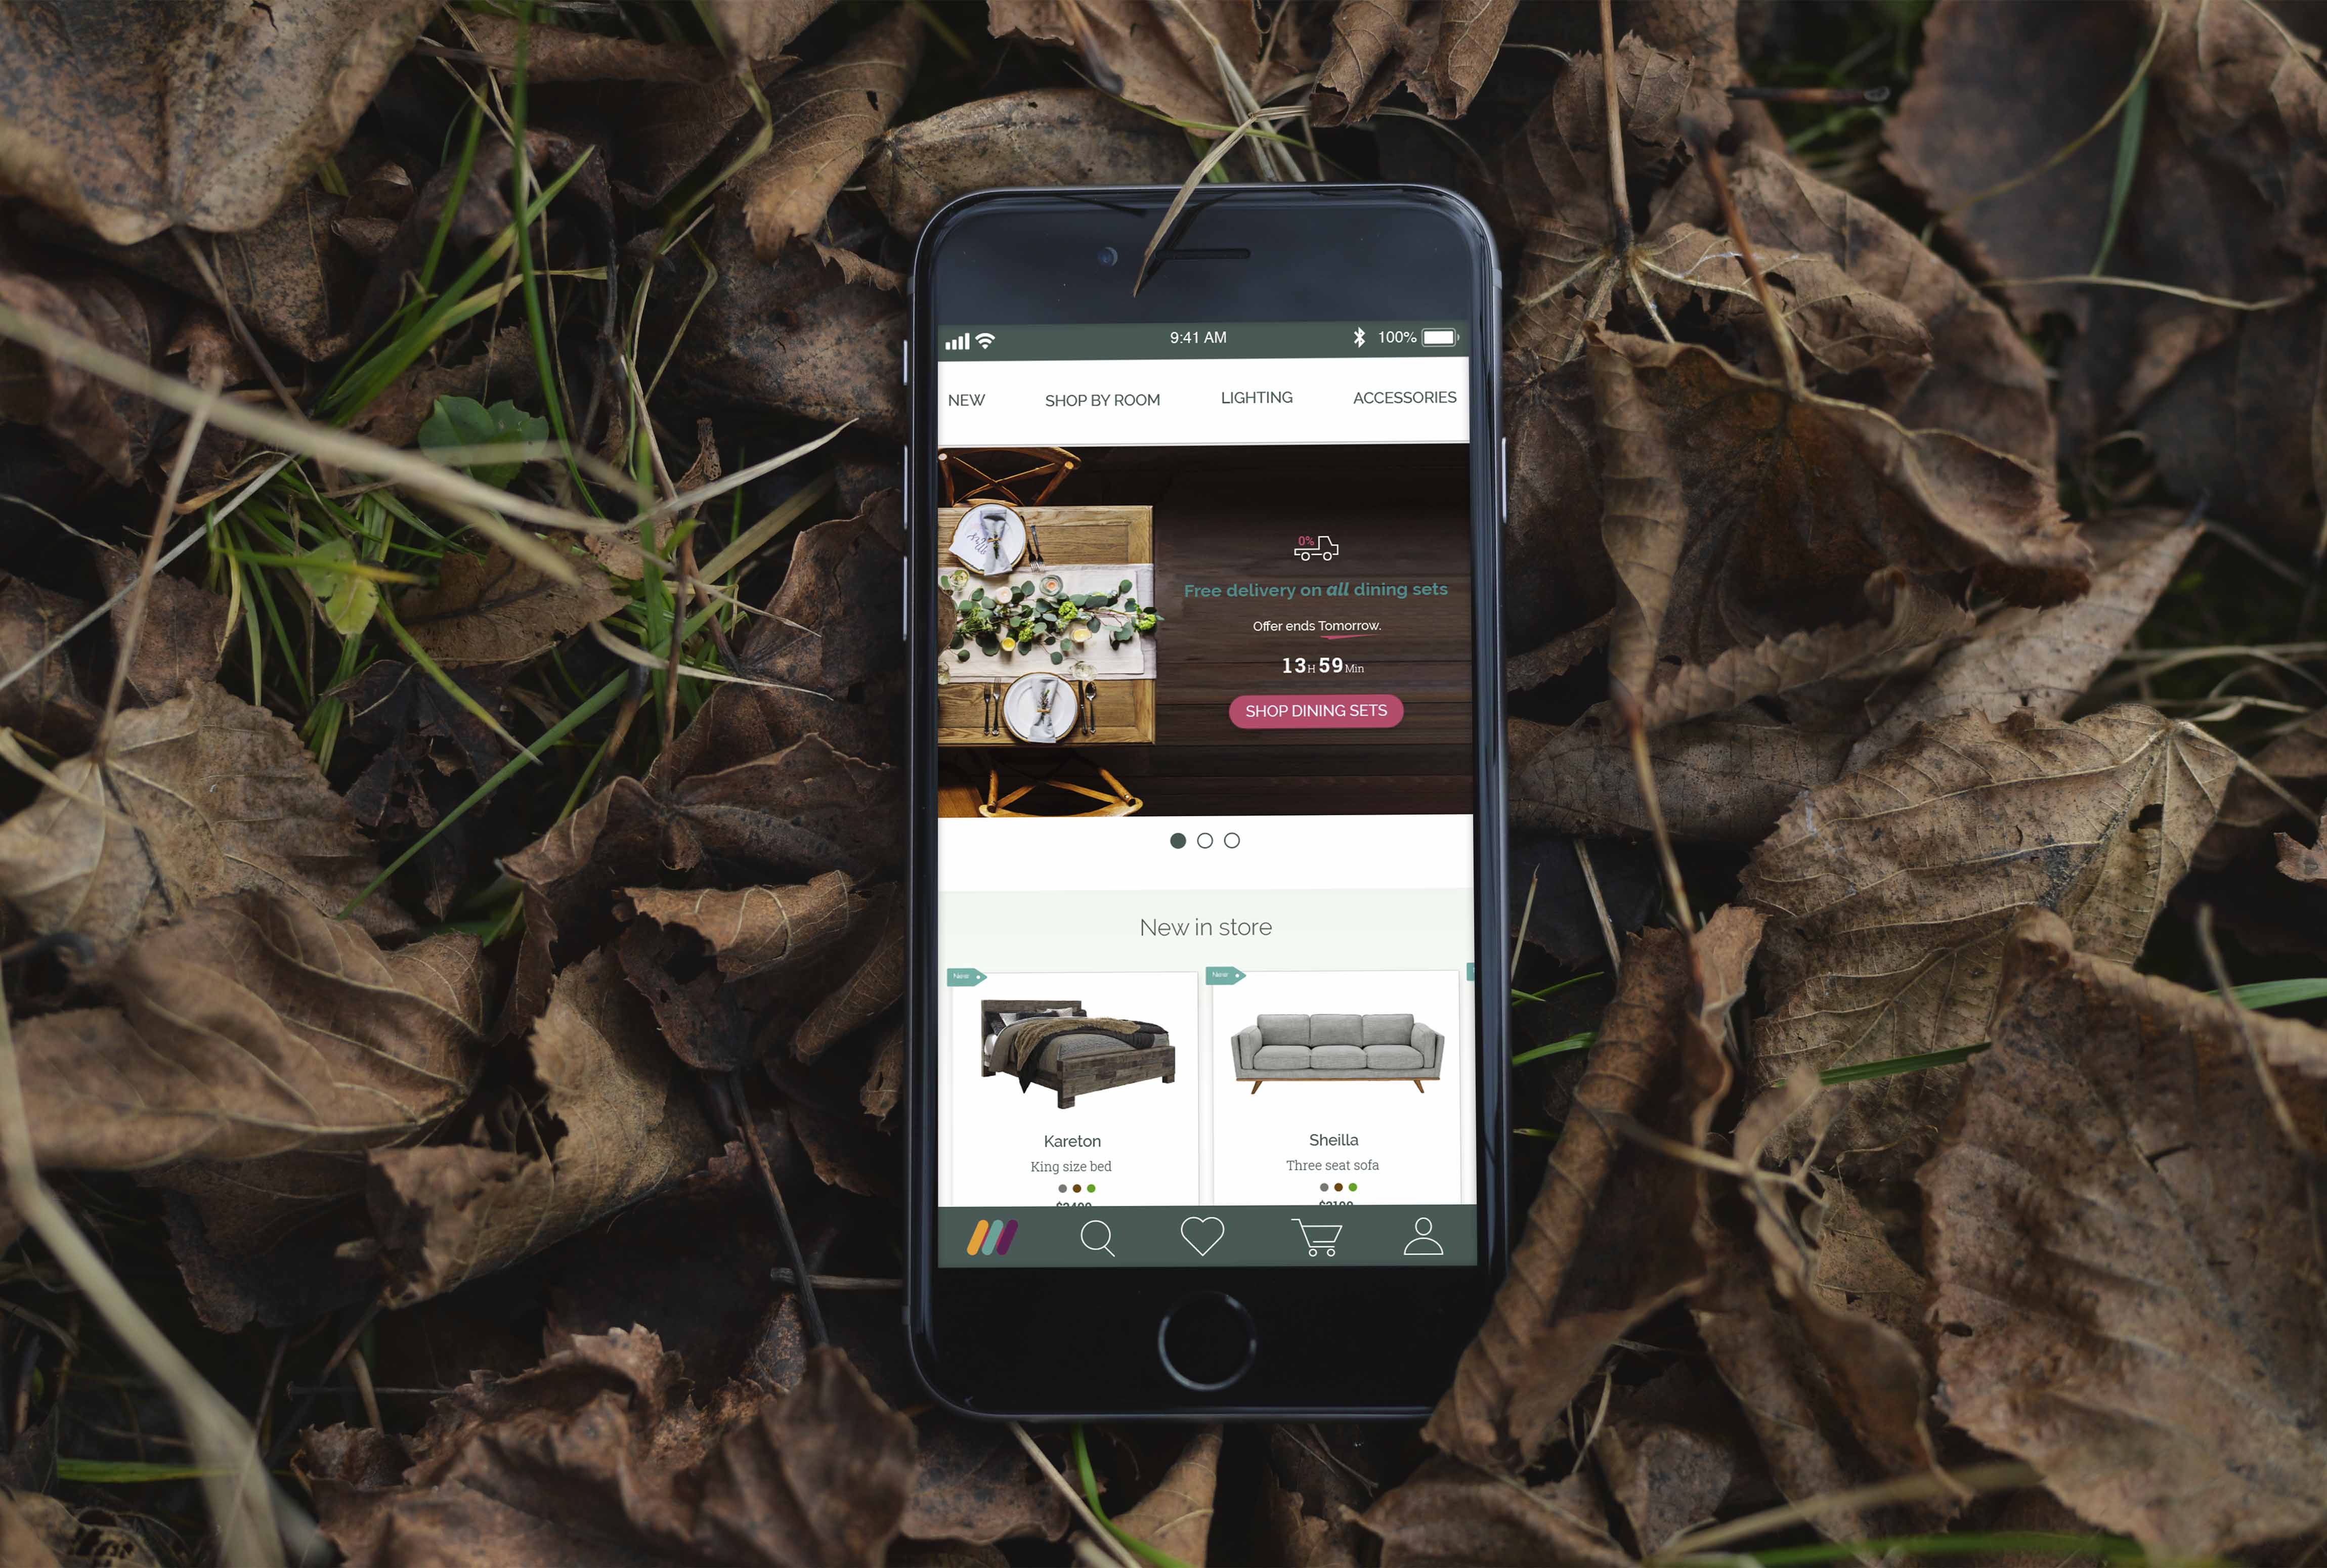 9:41 AM 100%
NEW SHOP BY ROOM LIGHTING ACCESSORIES
0%
Free delivery on all dining sets
Offer ends Tomorrow.
13H 59Min
SHOP DINING SETS
New in store
New New
Kareton Sheilla
King size bed Three seat sofa